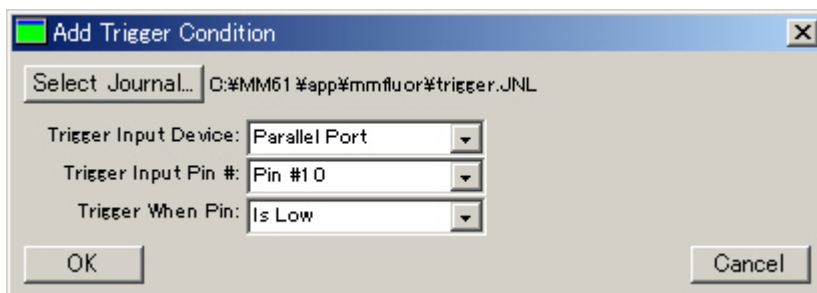 Add Trigger Condition
Select Journal... C:¥MM61¥app¥mmfluor¥trigger.JNL
Trigger Input Device: Parallel Port
Trigger Input Pin #: Pin #10
Trigger When Pin: Is Low
OK Cancel